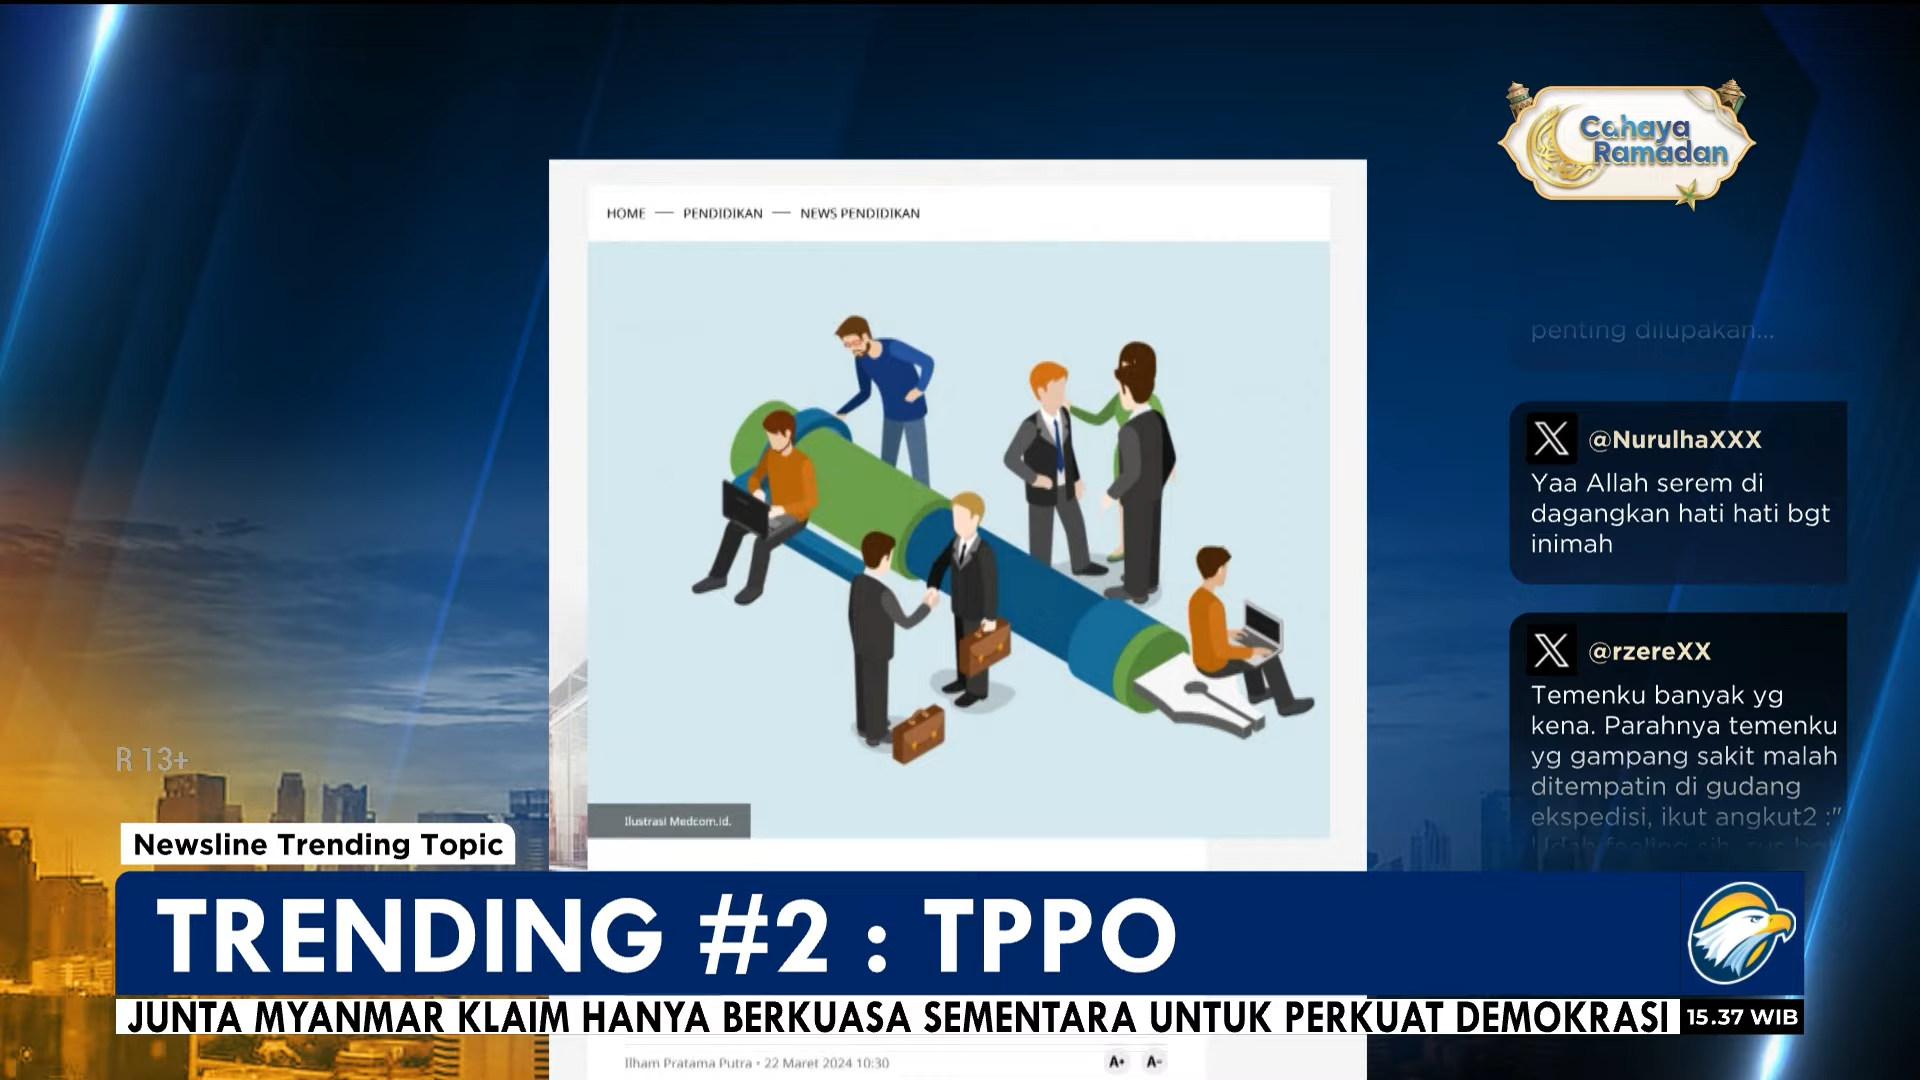 Cahaya
Ramadan
HOME — PENDIDIKAN — NEWS PENDIDIKAN
penting dilupakan...
@NurulhaXXX
Yaa Allah serem di
dagangkan hati hati bgt
inimah
@rzereXX
Temenku banyak yg
kena. Parahnya temenku
yg gampang sakit malah
ditempatin di gudang
ekspedisi, ikut angkut2 :"
R 13+
Ilustrasi Medcom.id.
Newsline Trending Topic
TRENDING #2 : TPPO
JUNTA MYANMAR KLAIM HANYA BERKUASA SEMENTARA UNTUK PERKUAT DEMOKRASI
15.37 WIB
Ilham Pratama Putra • 22 Maret 2024 10:30
A+ A-